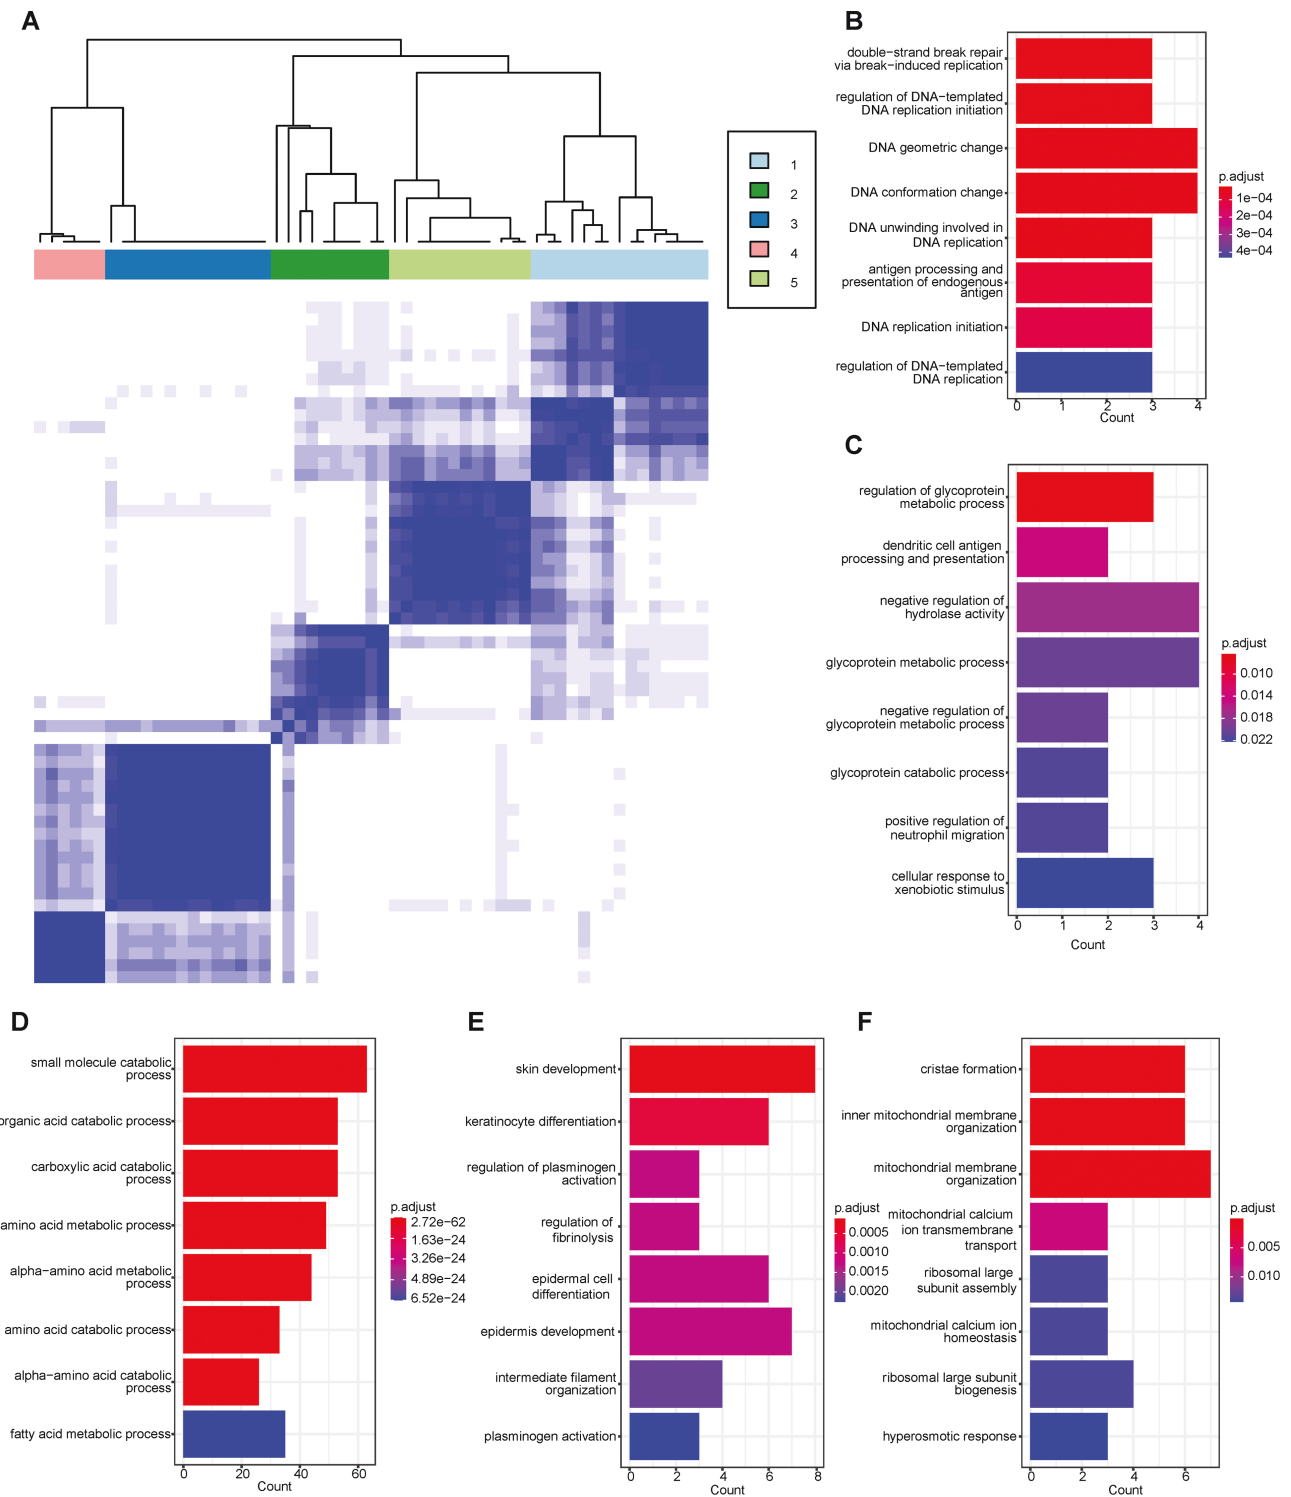 A
1
2
3
4
5
B
double−strand break repair
via break−induced replication
regulation of DNA−templated
DNA replication initiation
DNA geometric change
DNA conformation change
DNA unwinding involved in
DNA replication
antigen processing and
presentation of endogenous
antigen
DNA replication initiation
regulation of DNA−templated
DNA replication
0 1 2 3 4
Count
p.adjust
1e−04
2e−04
3e−04
4e−04
C
regulation of glycoprotein
metabolic process
dendritic cell antigen
processing and presentation
negative regulation of
hydrolase activity
glycoprotein metabolic process
negative regulation of
glycoprotein metabolic process
glycoprotein catabolic process
positive regulation of
neutrophil migration
cellular response to
xenobiotic stimulus
0 1 2 3 4
Count
p.adjust
0.010
0.014
0.018
0.022
D
small molecule catabolic
process
organic acid catabolic process
carboxylic acid catabolic
process
amino acid metabolic process
alpha−amino acid metabolic
process
amino acid catabolic process
alpha−amino acid catabolic
process
fatty acid metabolic process
0 20 40 60
Count
p.adjust
2.72e−62
1.63e−24
3.26e−24
4.89e−24
6.52e−24
E
skin development
keratinocyte differentiation
regulation of plasminogen
activation
regulation of
fibrinolysis
epidermal cell
differentiation
epidermis development
intermediate filament
organization
plasminogen activation
0 2 4 6 8
Count
p.adjust
0.0005
0.0010
0.0015
0.0020
F
cristae formation
inner mitochondrial membrane
organization
mitochondrial membrane
organization
mitochondrial calcium
ion transmembrane
transport
ribosomal large
subunit assembly
mitochondrial calcium ion
homeostasis
ribosomal large subunit
biogenesis
hyperosmotic response
0 2 4 6
Count
p.adjust
0.005
0.010